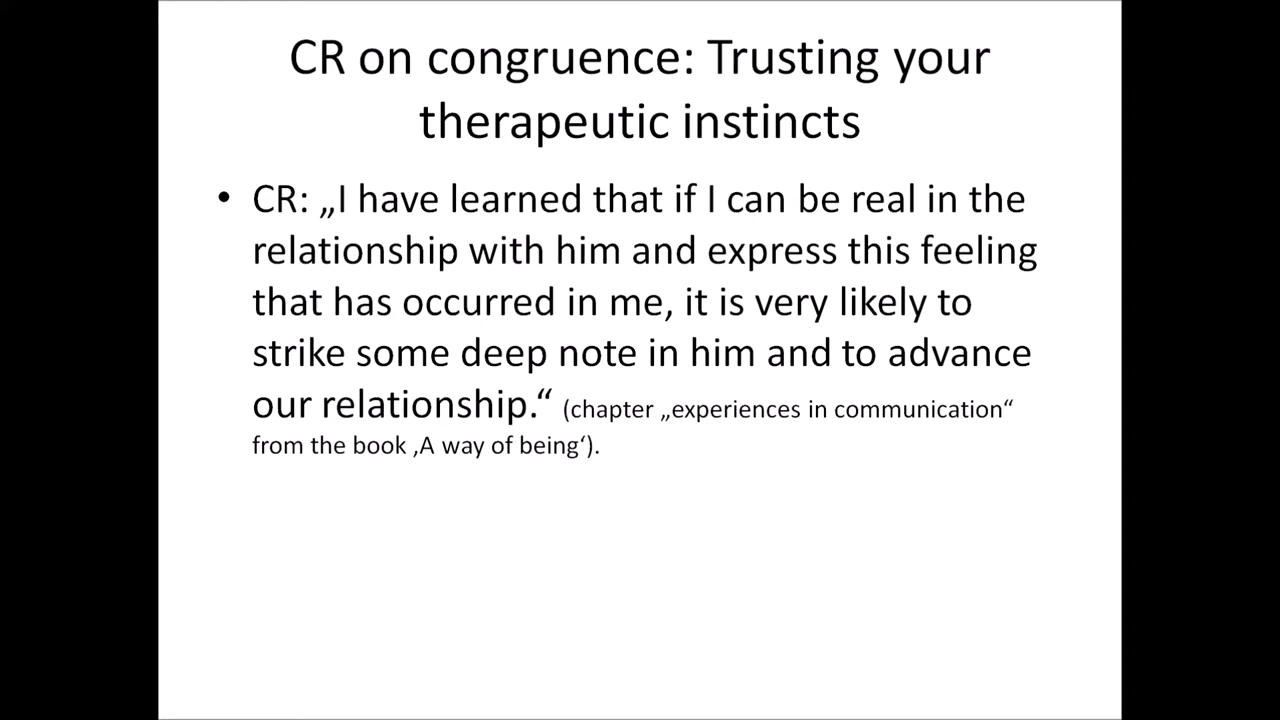 CR on congruence: Trusting your
therapeutic instincts
• CR: „I have learned that if I can be real in the
relationship with him and express this feeling
that has occurred in me, it is very likely to
strike some deep note in him and to advance
our relationship.“ (chapter „experiences in communication“
from the book ‚A way of being‘).